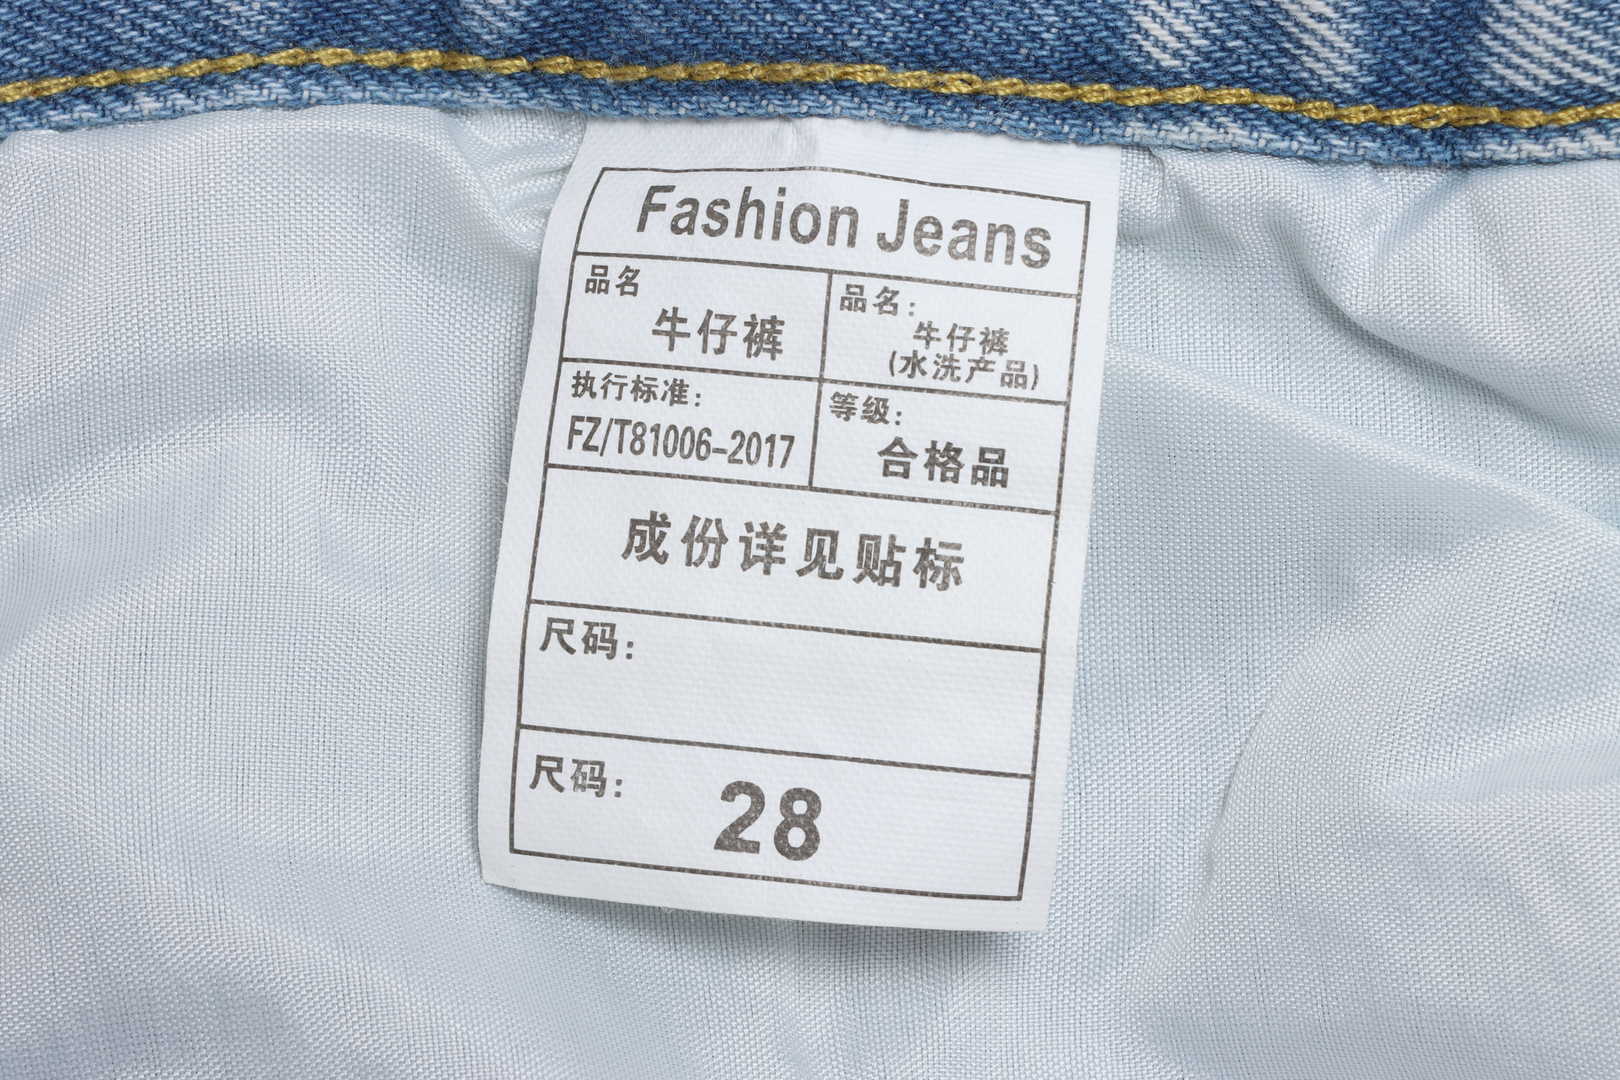 Fashion Jeans
品名
牛仔裤
品名：
牛仔裤
(水洗产品)
执行标准：
FZ/T81006-2017
等级：
合格品
成份详见贴标
尺码：
尺码：
28